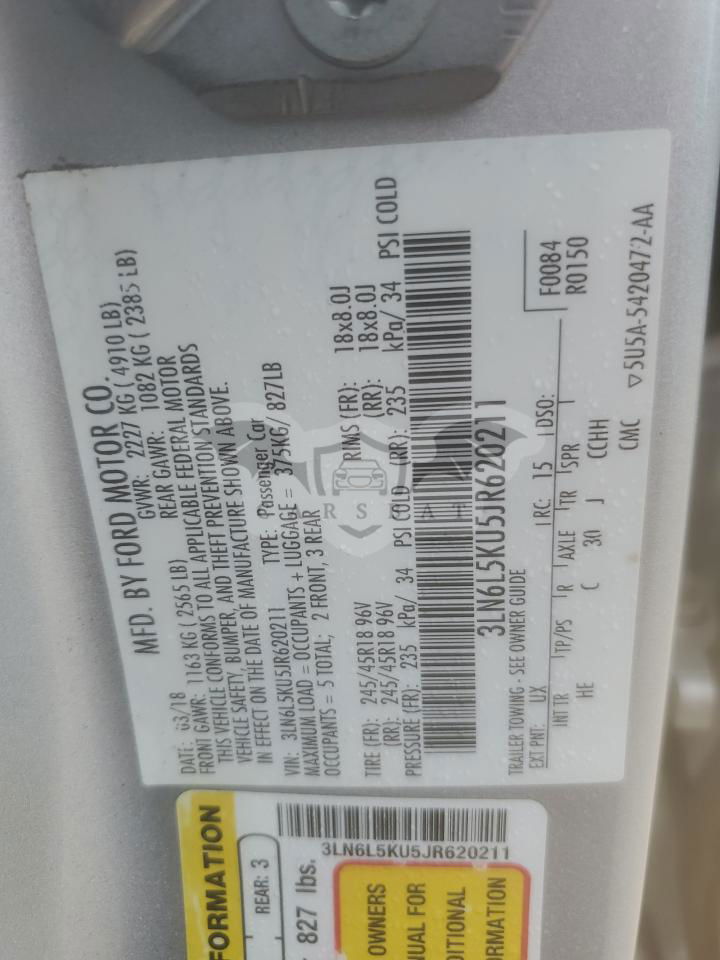 MFD. BY FORD MOTOR CO.
DATE: 03/18 GVWR: 2227 KG ( 4910 LB)
FRONT GAWR: 1163 KG ( 2565 LB) REAR GAWR: 1082 KG ( 2385 LB)
THIS VEHICLE CONFORMS TO ALL APPLICABLE FEDERAL MOTOR
VEHICLE SAFETY, BUMPER, AND THEFT PREVENTION STANDARDS
IN EFFECT ON THE DATE OF MANUFACTURE SHOWN ABOVE.
VIN: 3LN6L5KU5JR620211 TYPE: Passenger Car
MAXIMUM LOAD = OCCUPANTS + LUGGAGE = 375KG/ 827LB
OCCUPANTS = 5 TOTAL; 2 FRONT, 3 REAR
TIRE (FR): 245/45R18 96V RIMS (FR): 18x8.0J
(RR): 245/45R18 96V (RR): 18x8.0J
PRESSURE (FR): 235 kPa/ 34 PSI COLD (RR): 235 kPa/ 34 PSI COLD
3LN6L5KU5JR620211
TRAILER TOWING - SEE OWNER GUIDE
EXT PNT: UX RC: 15 DSO: F0084
R0150
INT TR TP/PS R AXLE TR SPR
HE C 30 J CCHH
CMC ▽5U5A-5420472-AA
FORMATION
REAR: 3
827 lbs.
3LN6L5KU5JR620211
OWNERS
UAL FOR
DITIONAL
RMATION